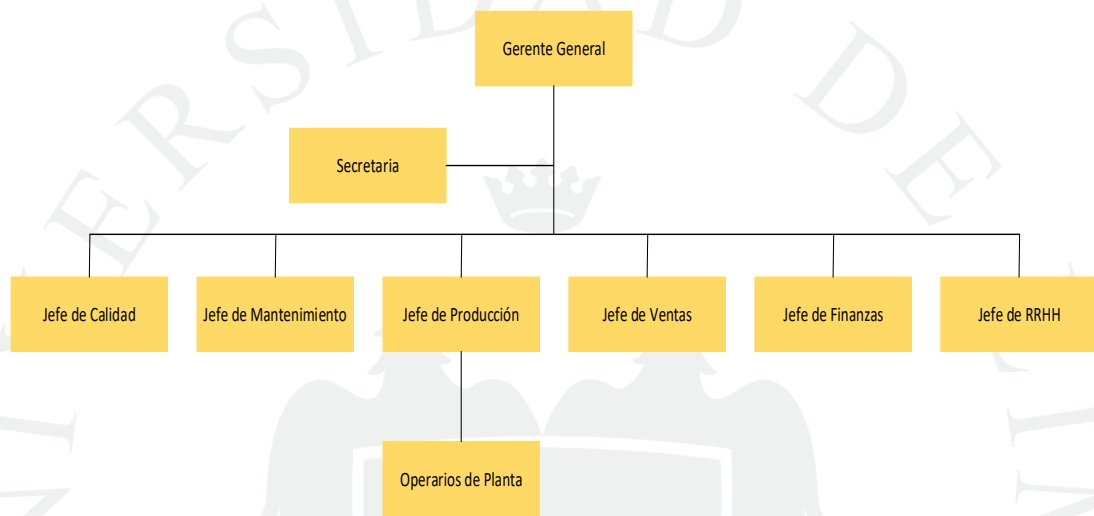 Gerente General
Secretaria
Jefe de Calidad
Jefe de Mantenimiento
Jefe de Producción
Jefe de Ventas
Jefe de Finanzas
Jefe de RRHH
Operarios de Planta